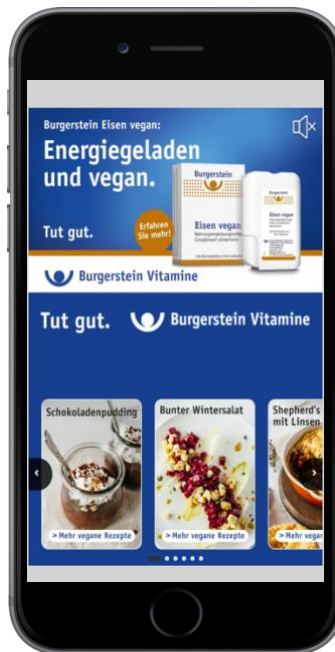 Burgerstein Eisen vegan:
Energiegeladen
und vegan.
Tut gut.
Erfahren
Sie mehr!
Burgerstein
Eisen vegan
Burgerstein
Eisen vegan
Burgerstein Vitamine
Tut gut.
Burgerstein Vitamine
Schokoladenpudding
Bunter Wintersalat
Shepherd's
mit Linsen
> Mehr vegane Rezepte
> Mehr vegane Rezepte
> Mehr vegan